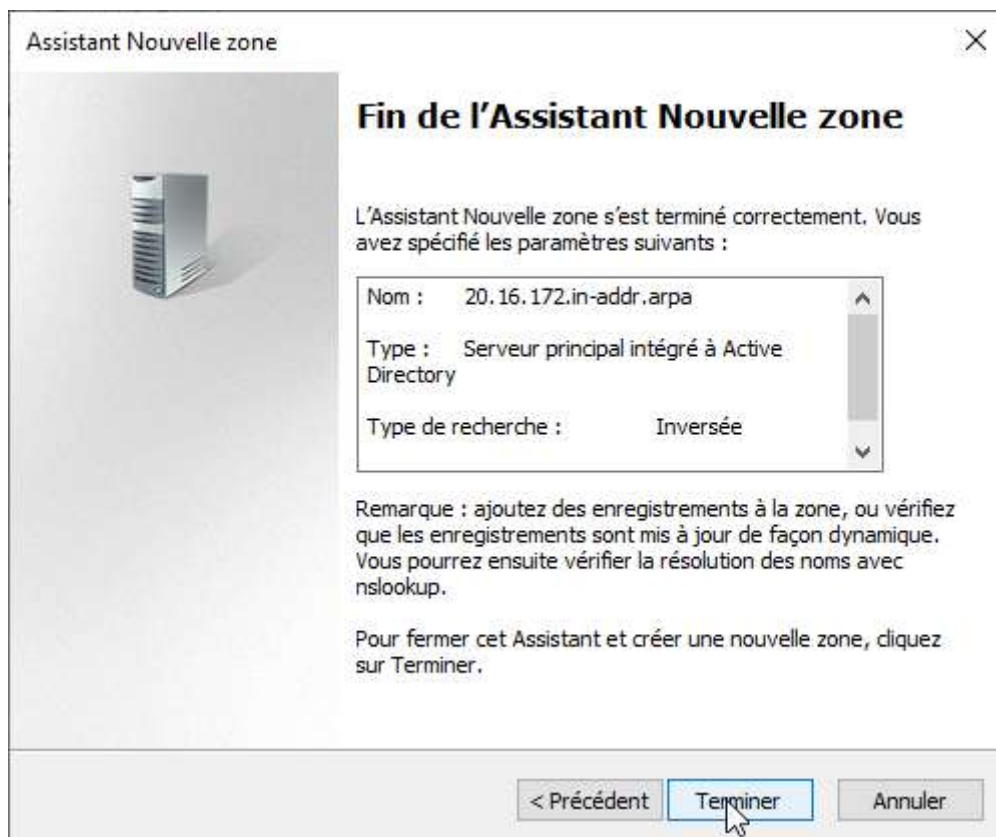 Assistant Nouvelle zone
Fin de l'Assistant Nouvelle zone
L'Assistant Nouvelle zone s'est terminé correctement. Vous
avez spécifié les paramètres suivants :
Nom : 20.16.172.in-addr.arpa
Type : Serveur principal intégré à Active
Directory
Type de recherche : Inversée
Remarque : ajoutez des enregistrements à la zone, ou vérifiez
que les enregistrements sont mis à jour de façon dynamique.
Vous pourrez ensuite vérifier la résolution des noms avec
nslookup.
Pour fermer cet Assistant et créer une nouvelle zone, cliquez
sur Terminer.
< Précédent Terminer Annuler